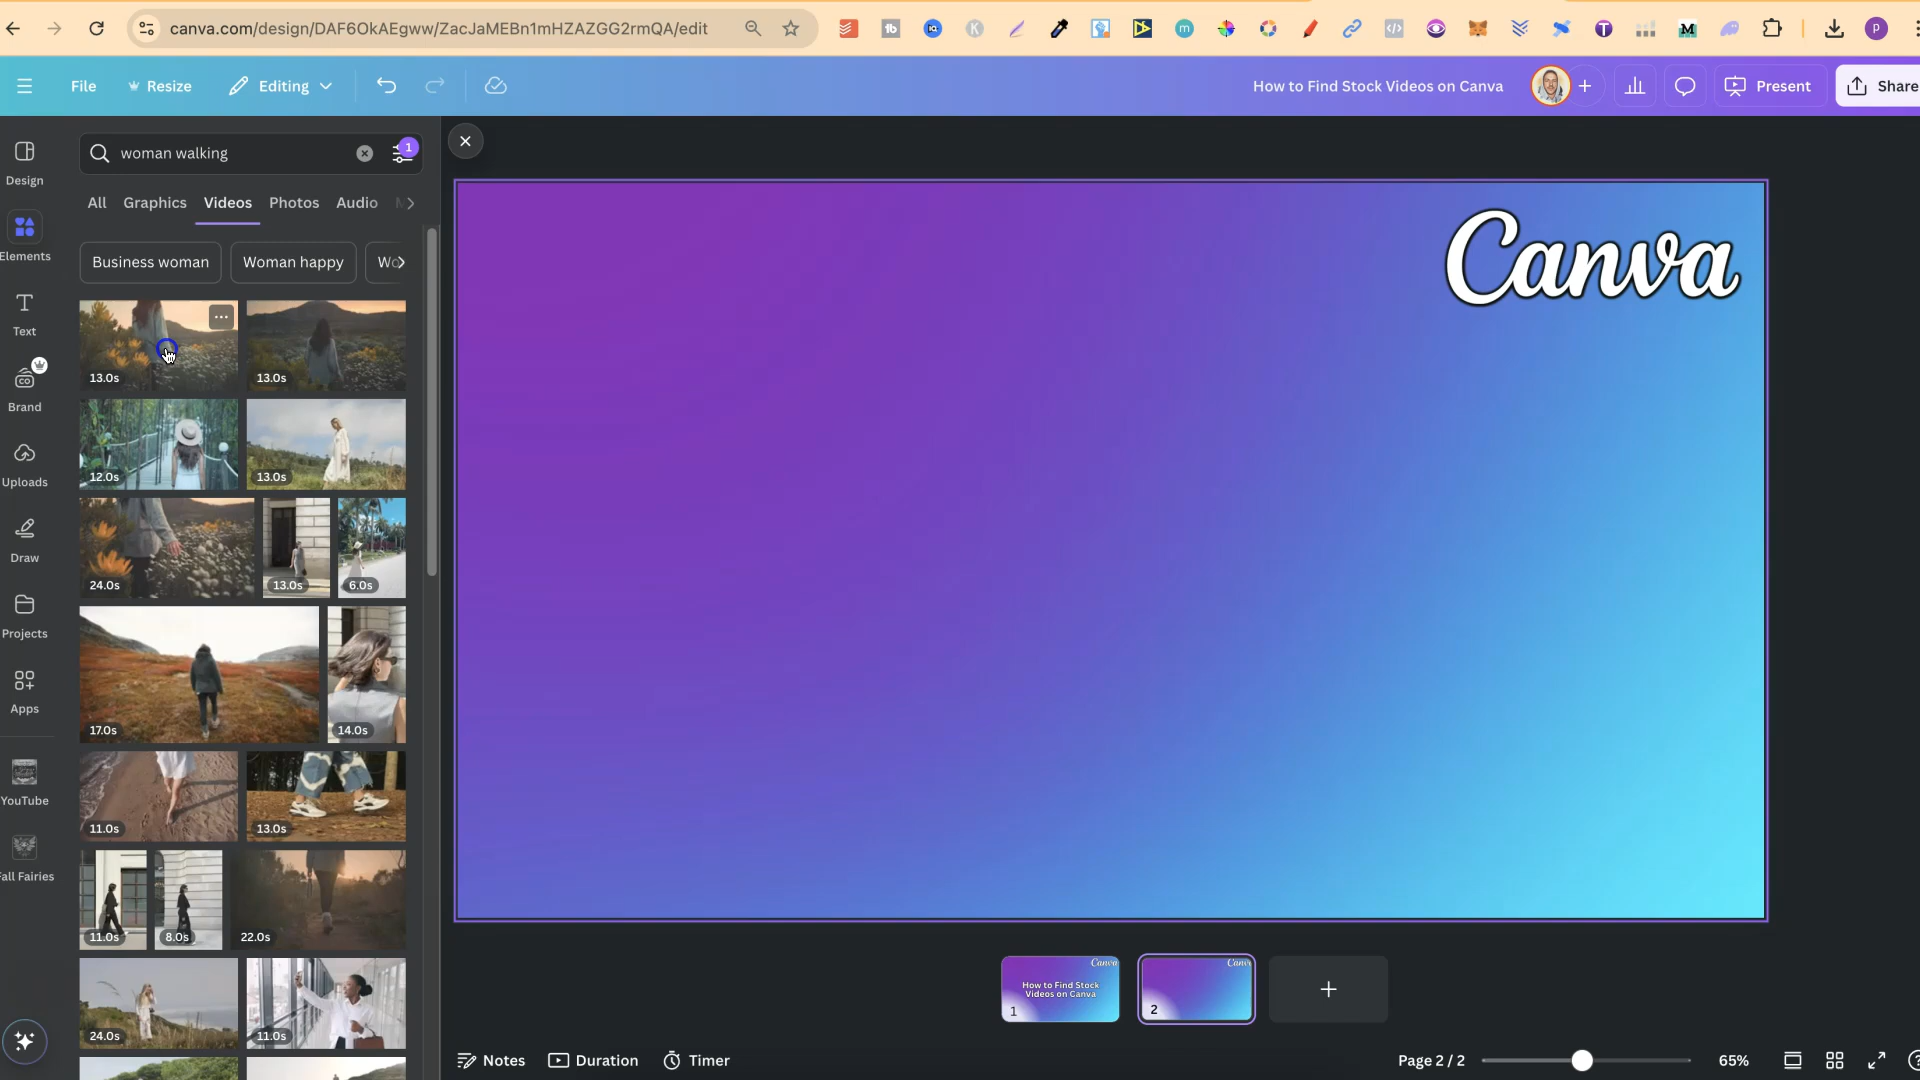 canva.com/design/DAF6OkAEgww/ZacJaMEBn1mHZAZGG2rmQA/edit
File
Resize
Editing
How to Find Stock Videos on Canva
Present
Share
Design
Elements
Text
Brand
Uploads
Draw
Projects
Apps
YouTube
Fall Fairies
woman walking
1
All
Graphics
Videos
Photos
Audio
Business woman
Woman happy
13.0s
13.0s
12.0s
13.0s
24.0s
13.0s
6.0s
17.0s
14.0s
11.0s
13.0s
11.0s
8.0s
22.0s
24.0s
11.0s
Canva
Canva
How to Find Stock
Videos on Canva
1
2
Notes
Duration
Timer
Page 2 / 2
65%